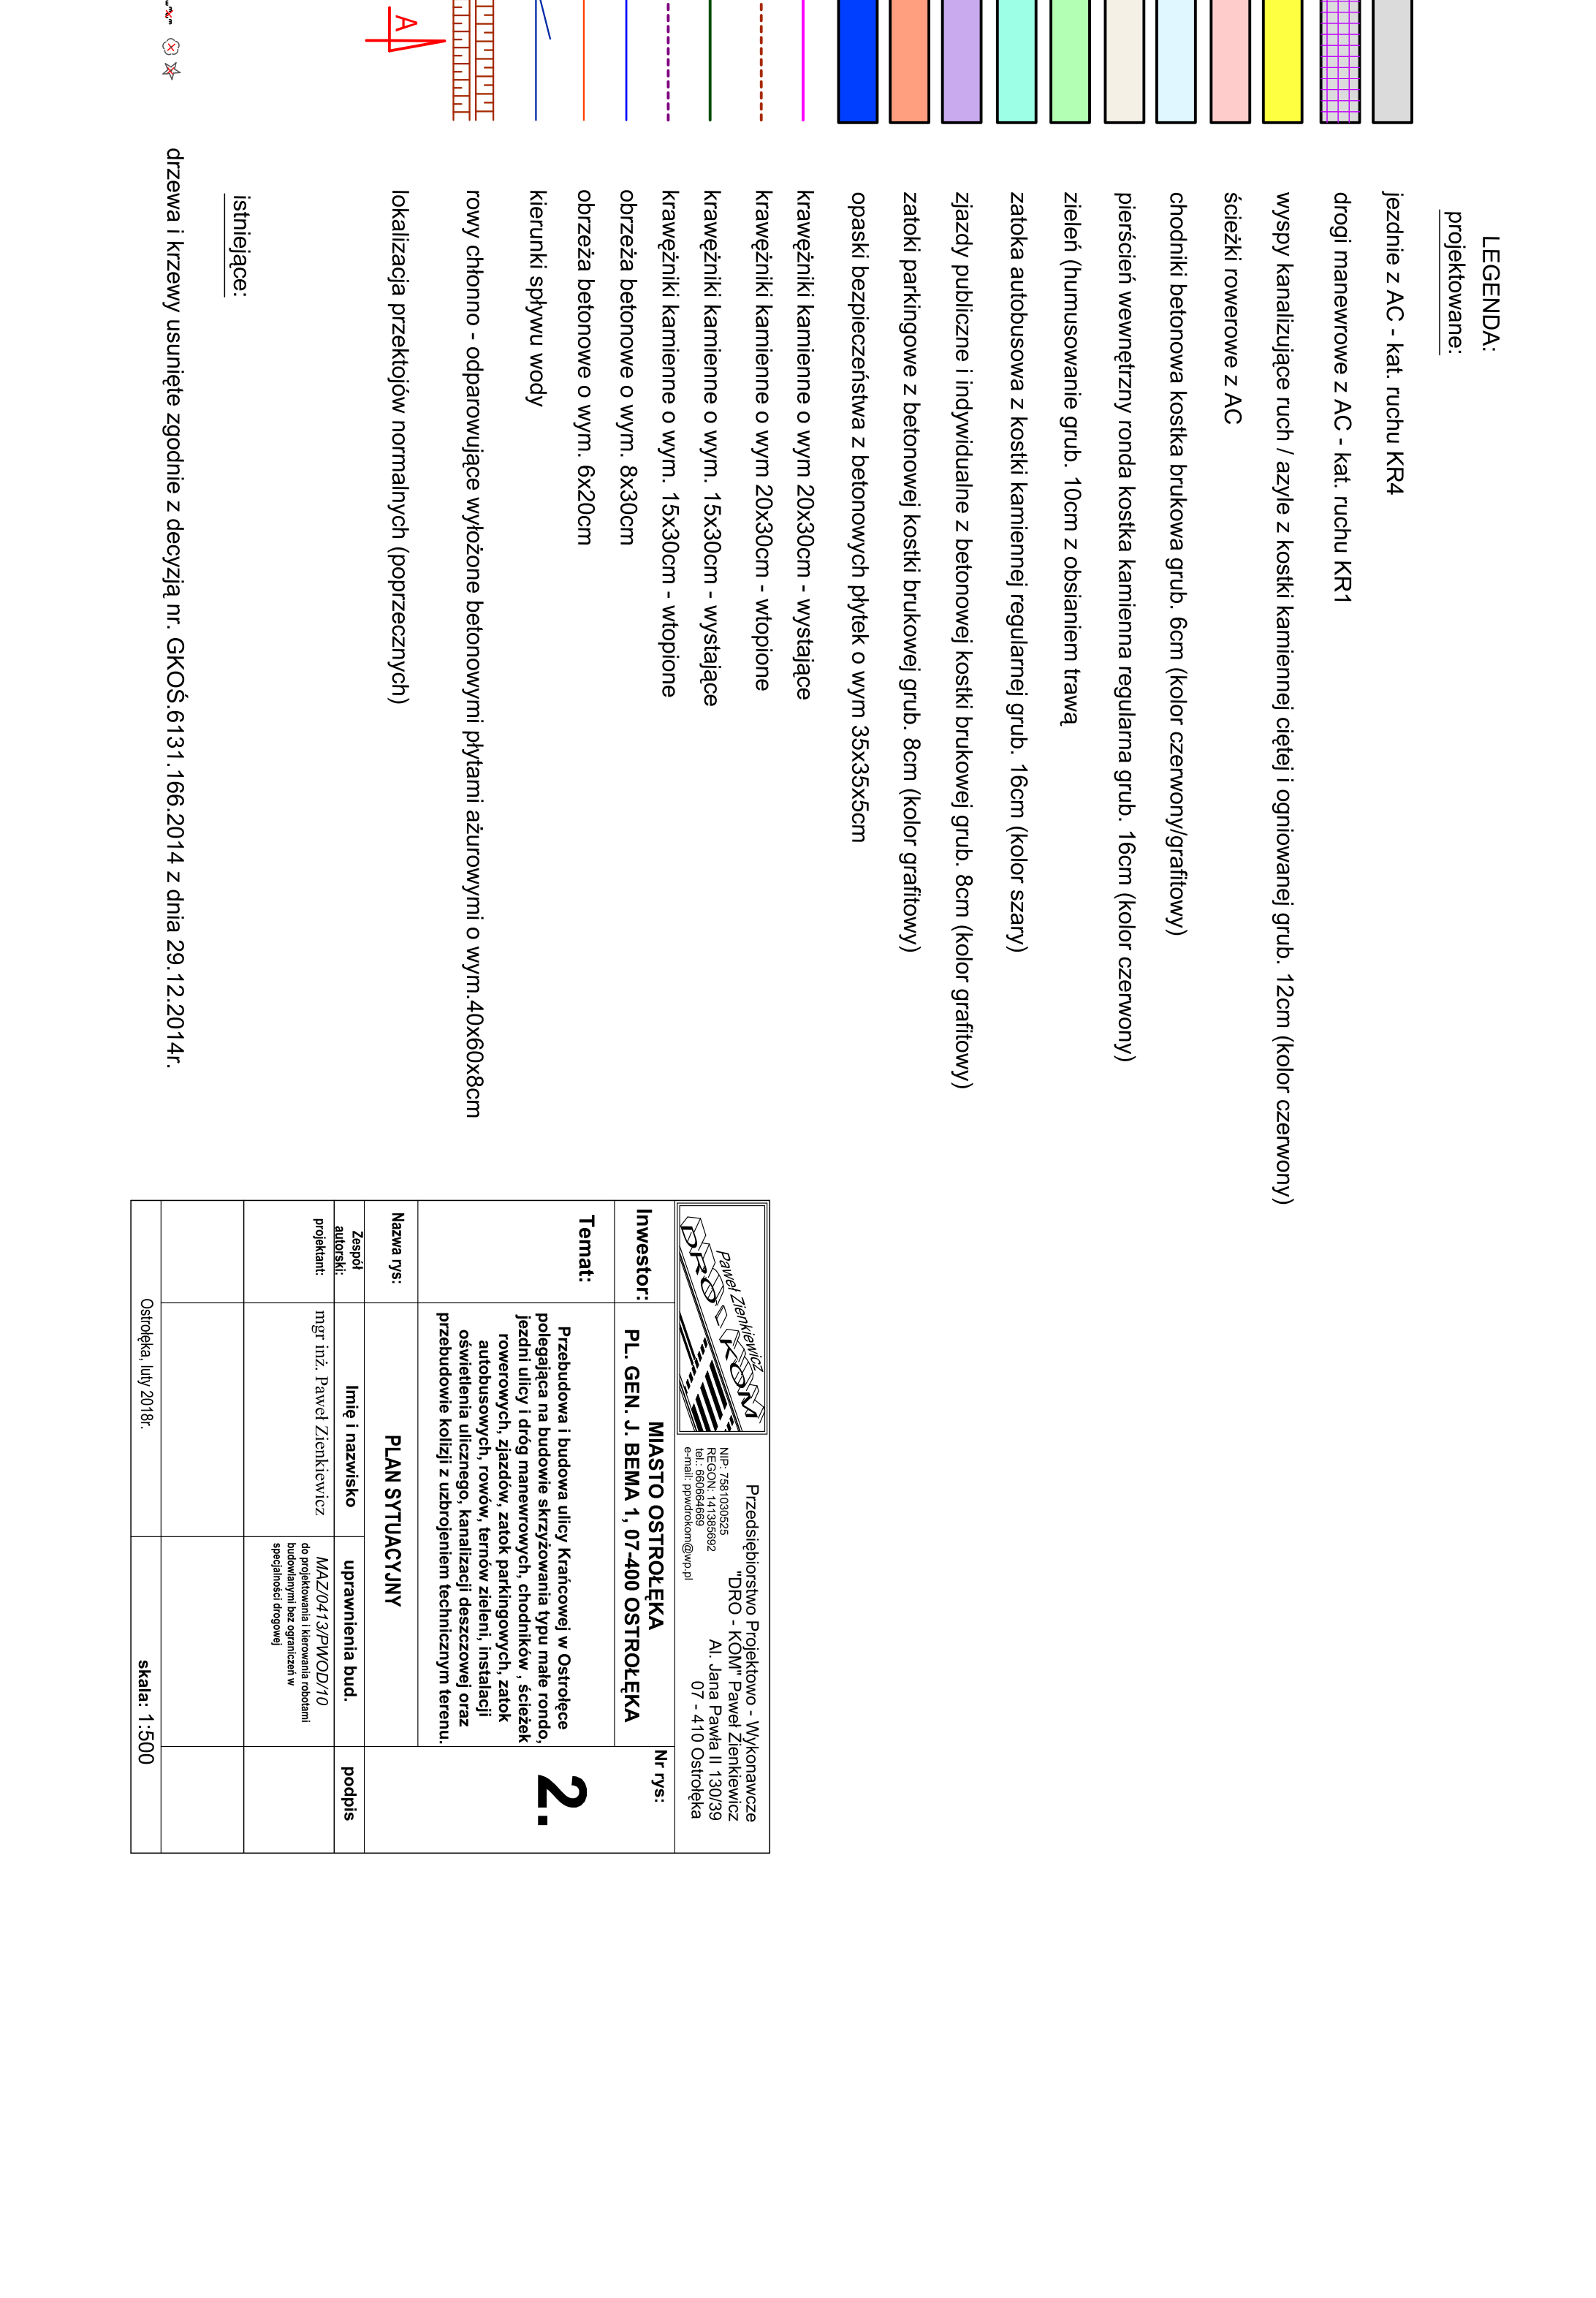 LEGENDA:
projektowane:
jezdnie z AC - kat. ruchu KR4
drogi manewrowe z AC - kat. ruchu KR1
wyspy kanalizujące ruch / azyle z kostki kamiennej ciętej i ogniowanej grub. 12cm (kolor czerwony)
ścieżki rowerowe z AC
chodniki betonowa kostka brukowa grub. 6cm (kolor czerwony/grafitowy)
pierścień wewnętrzny ronda kostka kamienna regularna grub. 16cm (kolor czerwony)
zieleń (humusowanie grub. 10cm z obsianiem trawą
zatoka autobusowa z kostki kamiennej regularnej grub. 16cm (kolor szary)
zjazdy publiczne i indywidualne z betonowej kostki brukowej grub. 8cm (kolor grafitowy)
zatoki parkingowe z betonowej kostki brukowej grub. 8cm (kolor grafitowy)
opaski bezpieczeństwa z betonowych płytek o wym 35x35x5cm
krawężniki kamienne o wym 20x30cm - wystające
krawężniki kamienne o wym 20x30cm - wtopione
krawężniki kamienne o wym. 15x30cm - wystające
krawężniki kamienne o wym. 15x30cm - wtopione
obrzeża betonowe o wym. 8x30cm
obrzeża betonowe o wym. 6x20cm
kierunki spływu wody
rowy chłonno - odparowujące wyłożone betonowymi płytami ażurowymi o wym.40x60x8cm
A
lokalizacja przektojów normalnych (poprzecznych)
istniejące:
drzewa i krzewy usunięte zgodnie z decyzją nr. GKOŚ.6131.166.2014 z dnia 29.12.2014r.
Paweł Zienkiewicz
DRO - KOM
Przedsiębiorstwo Projektowo - Wykonawcze
"DRO - KOM" Paweł Zienkiewicz
Al. Jana Pawła II 130/39
07 - 410 Ostrołęka
NIP: 7581030525
REGON: 141385692
tel.: 660664669
e-mail: ppwdrokom@wp.pl
Inwestor:
MIASTO OSTROŁĘKA
PL. GEN. J. BEMA 1, 07-400 OSTROŁĘKA
Nr rys:
2.
Temat:
Przebudowa i budowa ulicy Krańcowej w Ostrołęce
polegająca na budowie skrzyżowania typu małe rondo,
jezdni ulicy i dróg manewrowych, chodników , ścieżek
rowerowych, zjazdów, zatok parkingowych, zatok
autobusowych, rowów, ternów zieleni, instalacji
oświetlenia ulicznego, kanalizacji deszczowej oraz
przebudowie kolizji z uzbrojeniem technicznym terenu.
Nazwa rys:
PLAN SYTUACYJNY
Zespół
autorski:
Imię i nazwisko
uprawnienia bud.
podpis
projektant:
mgr inż. Paweł Zienkiewicz
MAZ/0413/PWOD/10
do projektowania i kierowania robotami
budowlanymi bez ograniczeń w
specjalności drogowej
Ostrołęka, luty 2018r.
skala: 1:500